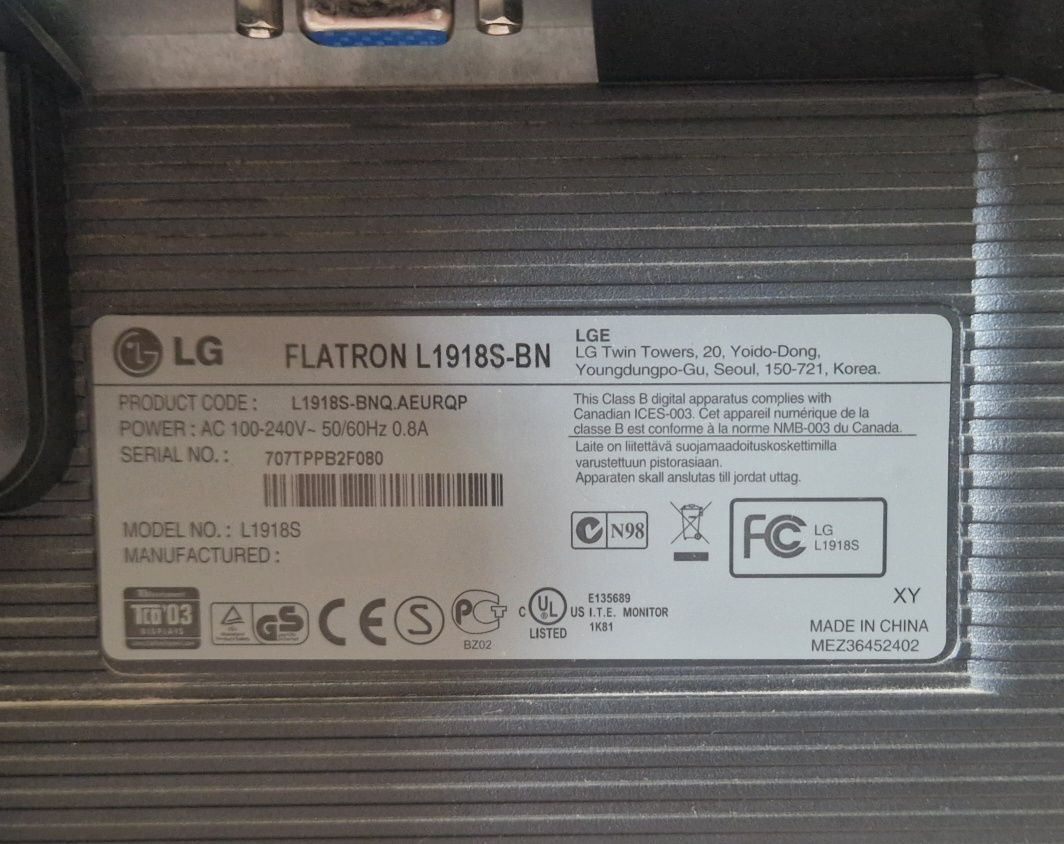 LG FLATRON L1918S-BN
LGE
LG Twin Towers, 20, Yoido-Dong,
Youngdungpo-Gu, Seoul, 150-721, Korea.
PRODUCT CODE : L1918S-BNQ.AEURQP
POWER : AC 100-240V~ 50/60Hz 0.8A
SERIAL NO. : 707TPPB2F080
MODEL NO. : L1918S
MANUFACTURED :
This Class B digital apparatus complies with
Canadian ICES-003. Cet appareil numérique de la
classe B est conforme à la norme NMB-003 du Canada.
Laite on liitettävä suojamaadoituskoskettimilla
varustettuun pistorasiaan.
Apparaten skall anslutas till jordat uttag.
N98
FC LG
L1918S
TCO'03
DISPLAYS
GS
CE
S
PCT
BZ02
C UL US
LISTED
E135689
I.T.E. MONITOR
1K81
XY
MADE IN CHINA
MEZ36452402